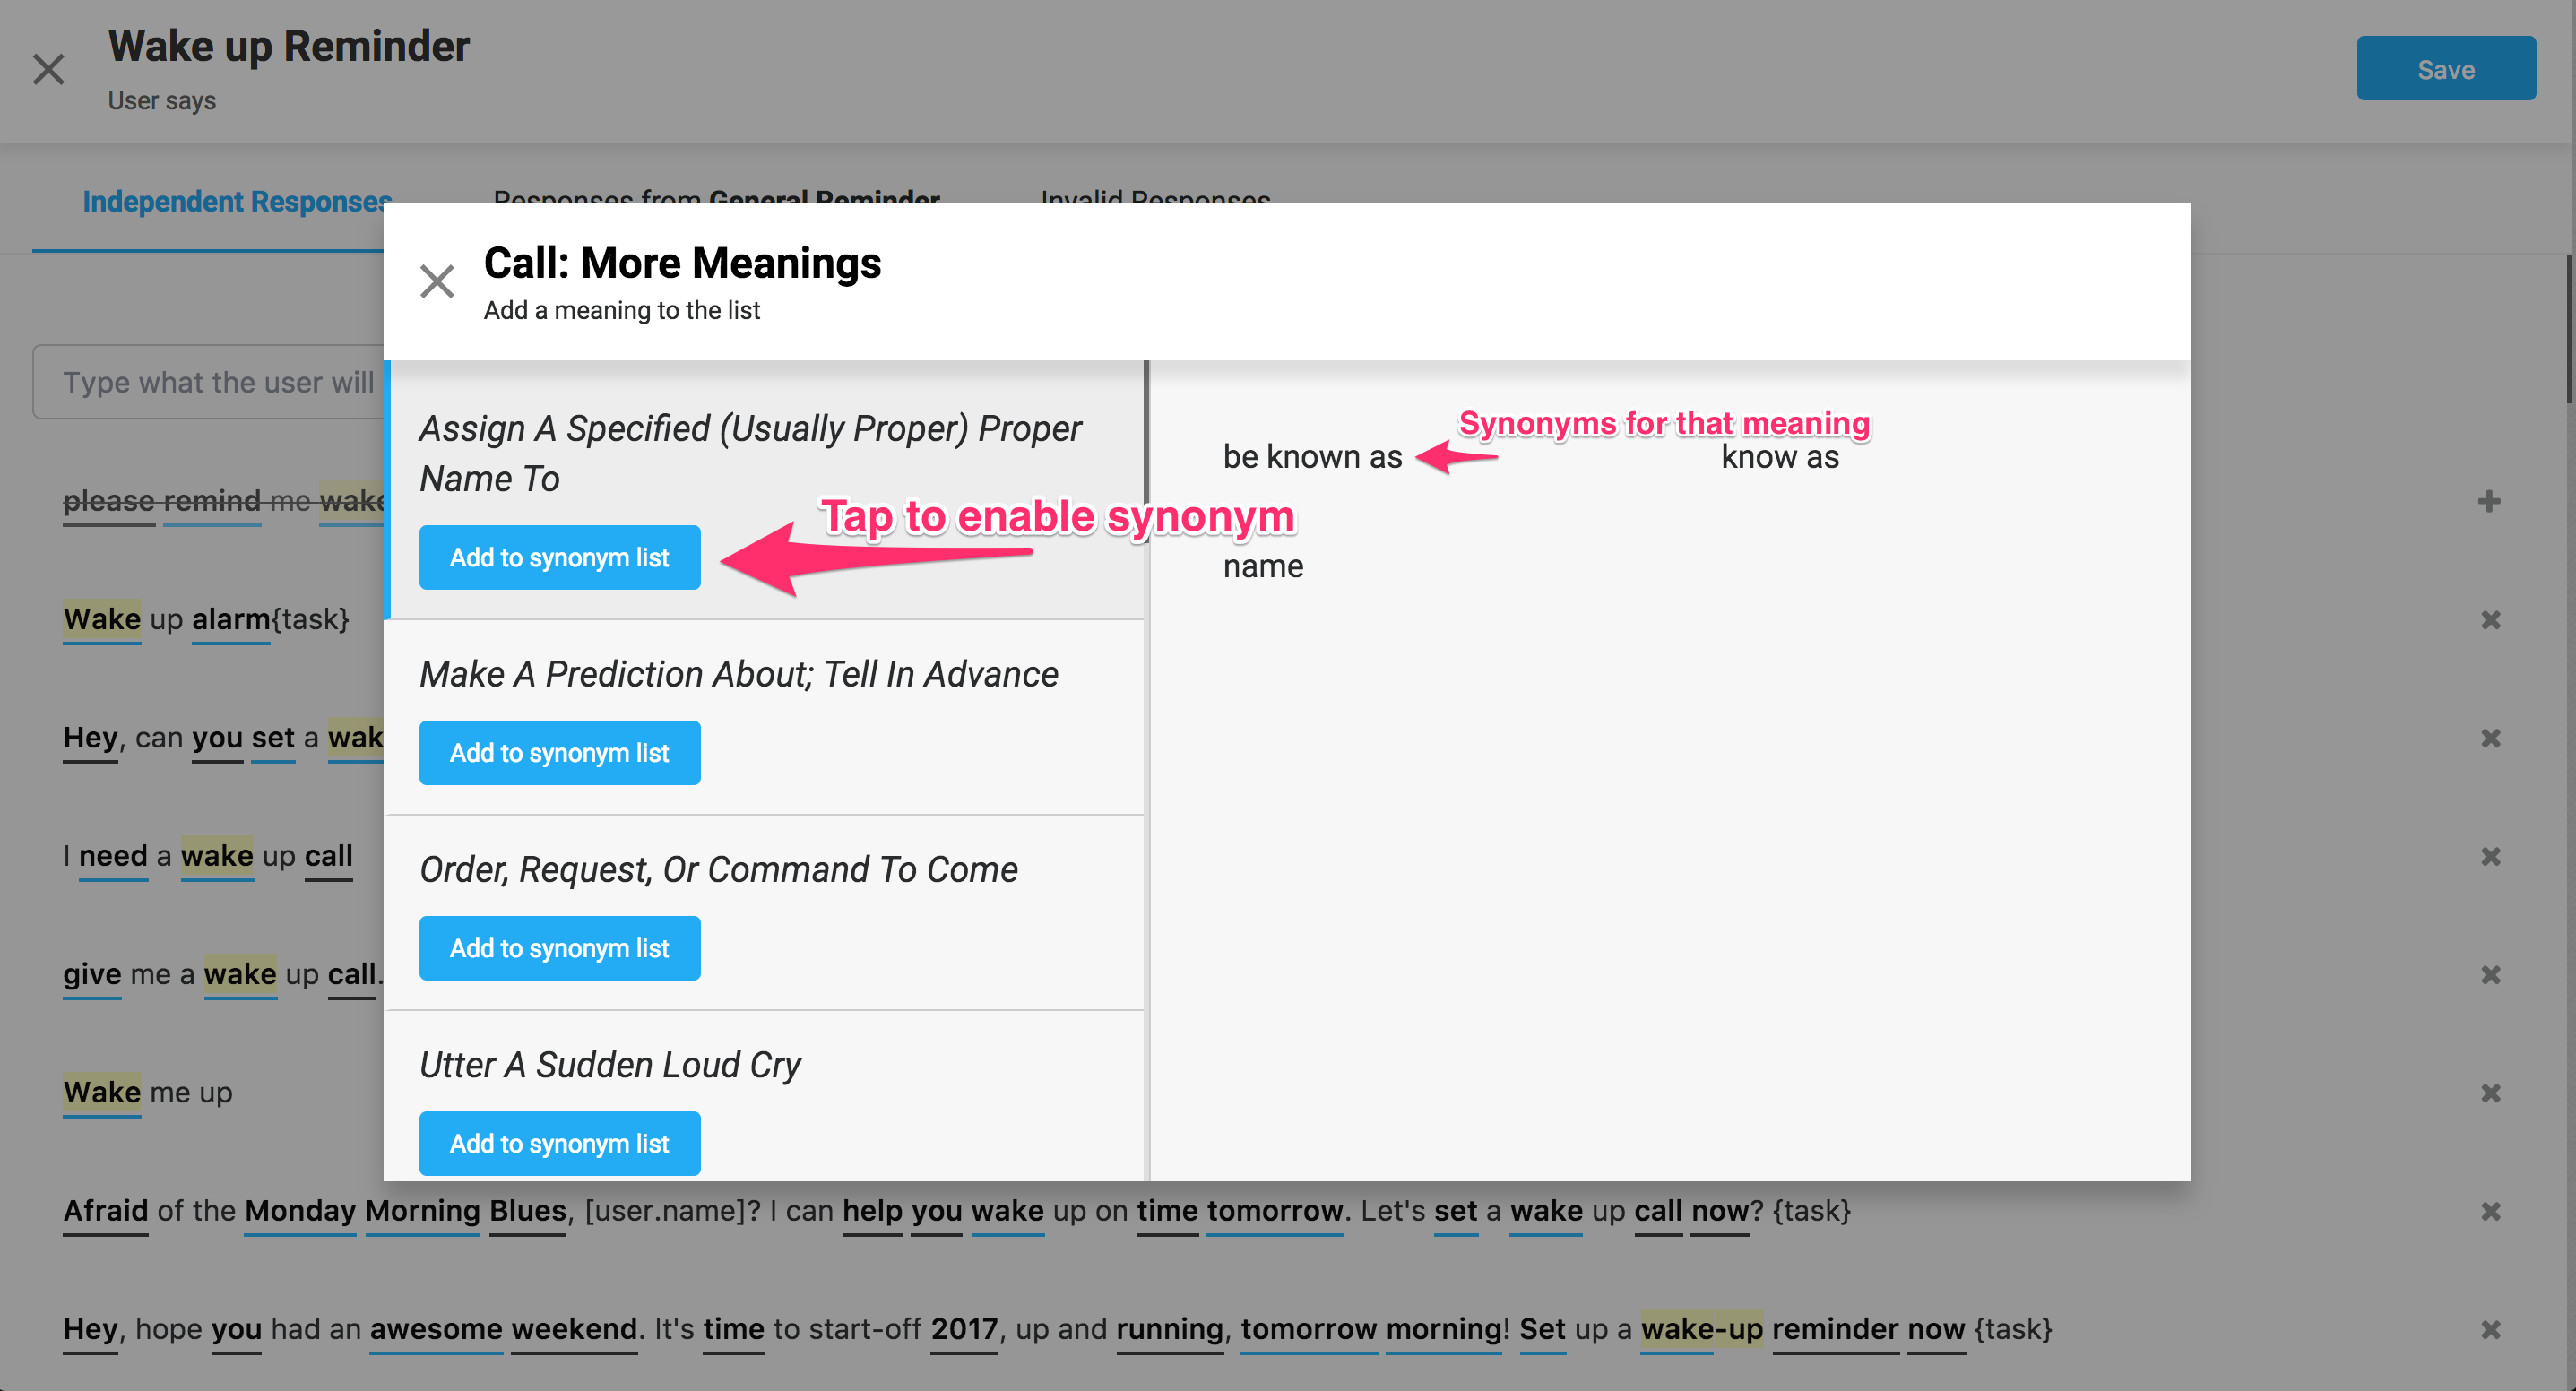 Wake up Reminder
User says
Save
Independent Responses
Responses from General Reminder
Invalid Responses
Call: More Meanings
Add a meaning to the list
Type what the user will
Assign A Specified (Usually Proper) Proper
Name To
Add to synonym list
Tap to enable synonym
Synonyms for that meaning
be known as
know as
name
Make A Prediction About; Tell In Advance
Add to synonym list
Order, Request, Or Command To Come
Add to synonym list
Utter A Sudden Loud Cry
Add to synonym list
please remind me wake
Wake up alarm{task}
Hey, can you set a wak
I need a wake up call
give me a wake up call.
Wake me up
Afraid of the Monday Morning Blues, [user.name]? I can help you wake up on time tomorrow. Let's set a wake up call now? {task}
Hey, hope you had an awesome weekend. It's time to start-off 2017, up and running, tomorrow morning! Set up a wake-up reminder now {task}